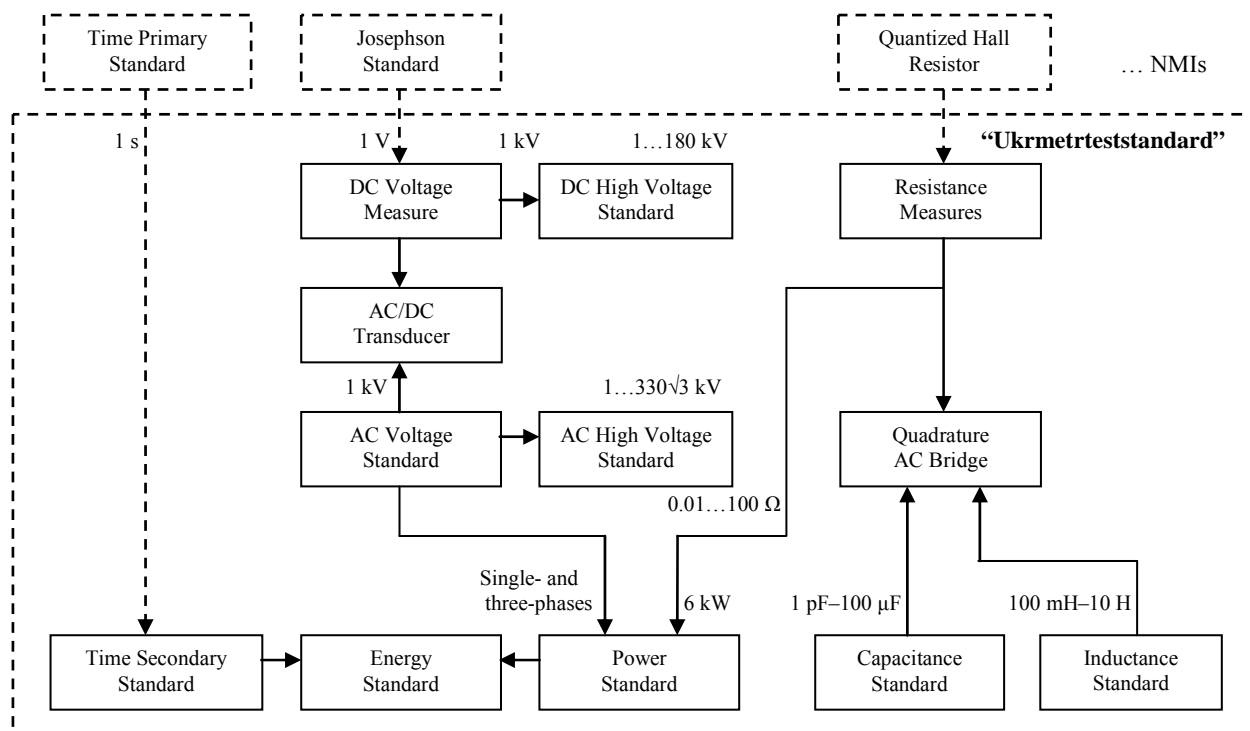 Time Primary
Standard
Josephson
Standard
Quantized Hall
Resistor
… NMIs
1 s
1 V
1 kV
1…180 kV
“Ukrmetrteststandard”
DC Voltage
Measure
DC High Voltage
Standard
Resistance
Measures
AC/DC
Transducer
1 kV
1…330√3 kV
AC Voltage
Standard
AC High Voltage
Standard
Quadrature
AC Bridge
0.01…100 Ω
Single- and
three-phases
6 kW
1 pF–100 μF
100 mH–10 H
Time Secondary
Standard
Energy
Standard
Power
Standard
Capacitance
Standard
Inductance
Standard